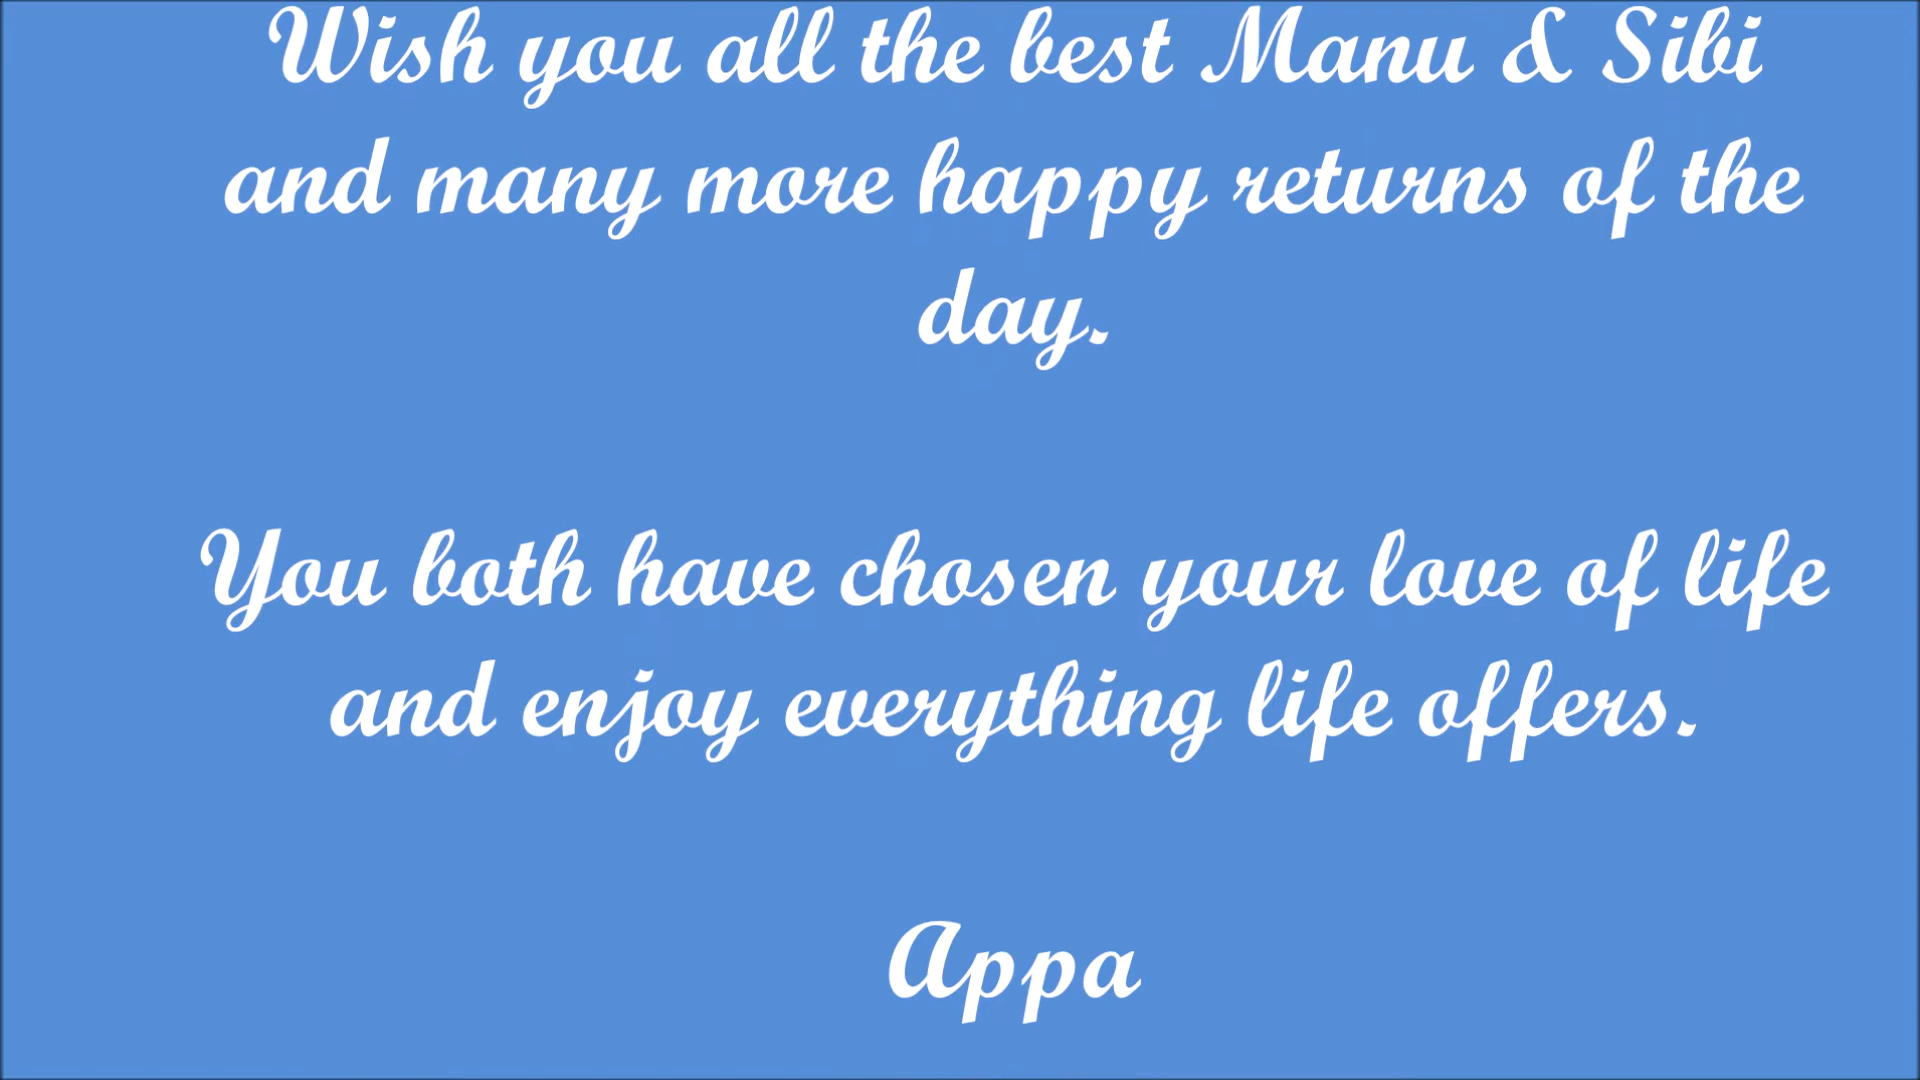 Wish you all the best Manu & Sibi
and many more happy returns of the
day.
You both have chosen your love of life
and enjoy everything life offers.
Appa